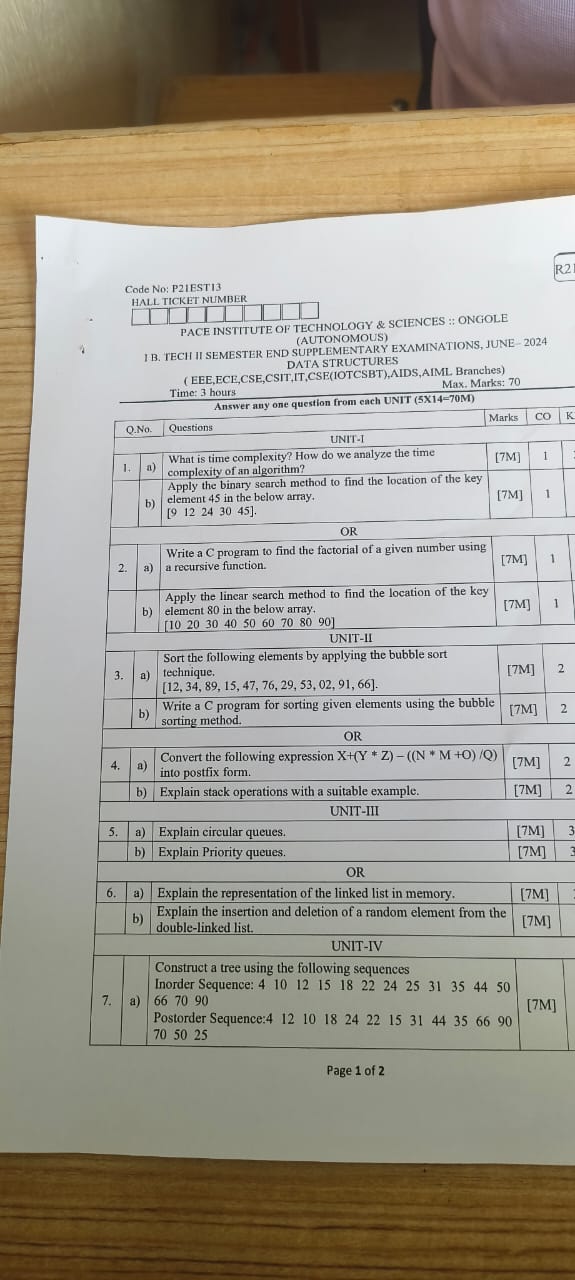 R21
Code No: P21EST13
HALL TICKET NUMBER
PACE INSTITUTE OF TECHNOLOGY & SCIENCES :: ONGOLE
(AUTONOMOUS)
I B. TECH II SEMESTER END SUPPLEMENTARY EXAMINATIONS, JUNE- 2024
DATA STRUCTURES
( EEE,ECE,CSE,CSIT,IT,CSE(IOTCSBT),AIDS,AIML Branches)
Time: 3 hours Max. Marks: 70
Answer any one question from each UNIT (5X14=70M)
Q.No. Questions Marks CO K
UNIT-I
1. a) What is time complexity? How do we analyze the time
complexity of an algorithm? [7M] 1
b) Apply the binary search method to find the location of the key
element 45 in the below array. [7M] 1
[9 12 24 30 45].
OR
2. a) Write a C program to find the factorial of a given number using
a recursive function. [7M] 1
b) Apply the linear search method to find the location of the key
element 80 in the below array. [7M] 1
[10 20 30 40 50 60 70 80 90]
UNIT-II
3. a) Sort the following elements by applying the bubble sort
technique. [7M] 2
[12, 34, 89, 15, 47, 76, 29, 53, 02, 91, 66].
b) Write a C program for sorting given elements using the bubble
sorting method. [7M] 2
OR
4. a) Convert the following expression X+(Y * Z) – ((N * M +O) /Q)
into postfix form. [7M] 2
b) Explain stack operations with a suitable example. [7M] 2
UNIT-III
5. a) Explain circular queues. [7M] 3
b) Explain Priority queues. [7M] 3
OR
6. a) Explain the representation of the linked list in memory. [7M]
b) Explain the insertion and deletion of a random element from the
double-linked list. [7M]
UNIT-IV
7. a) Construct a tree using the following sequences
Inorder Sequence: 4 10 12 15 18 22 24 25 31 35 44 50
66 70 90 [7M]
Postorder Sequence:4 12 10 18 24 22 15 31 44 35 66 90
70 50 25
Page 1 of 2